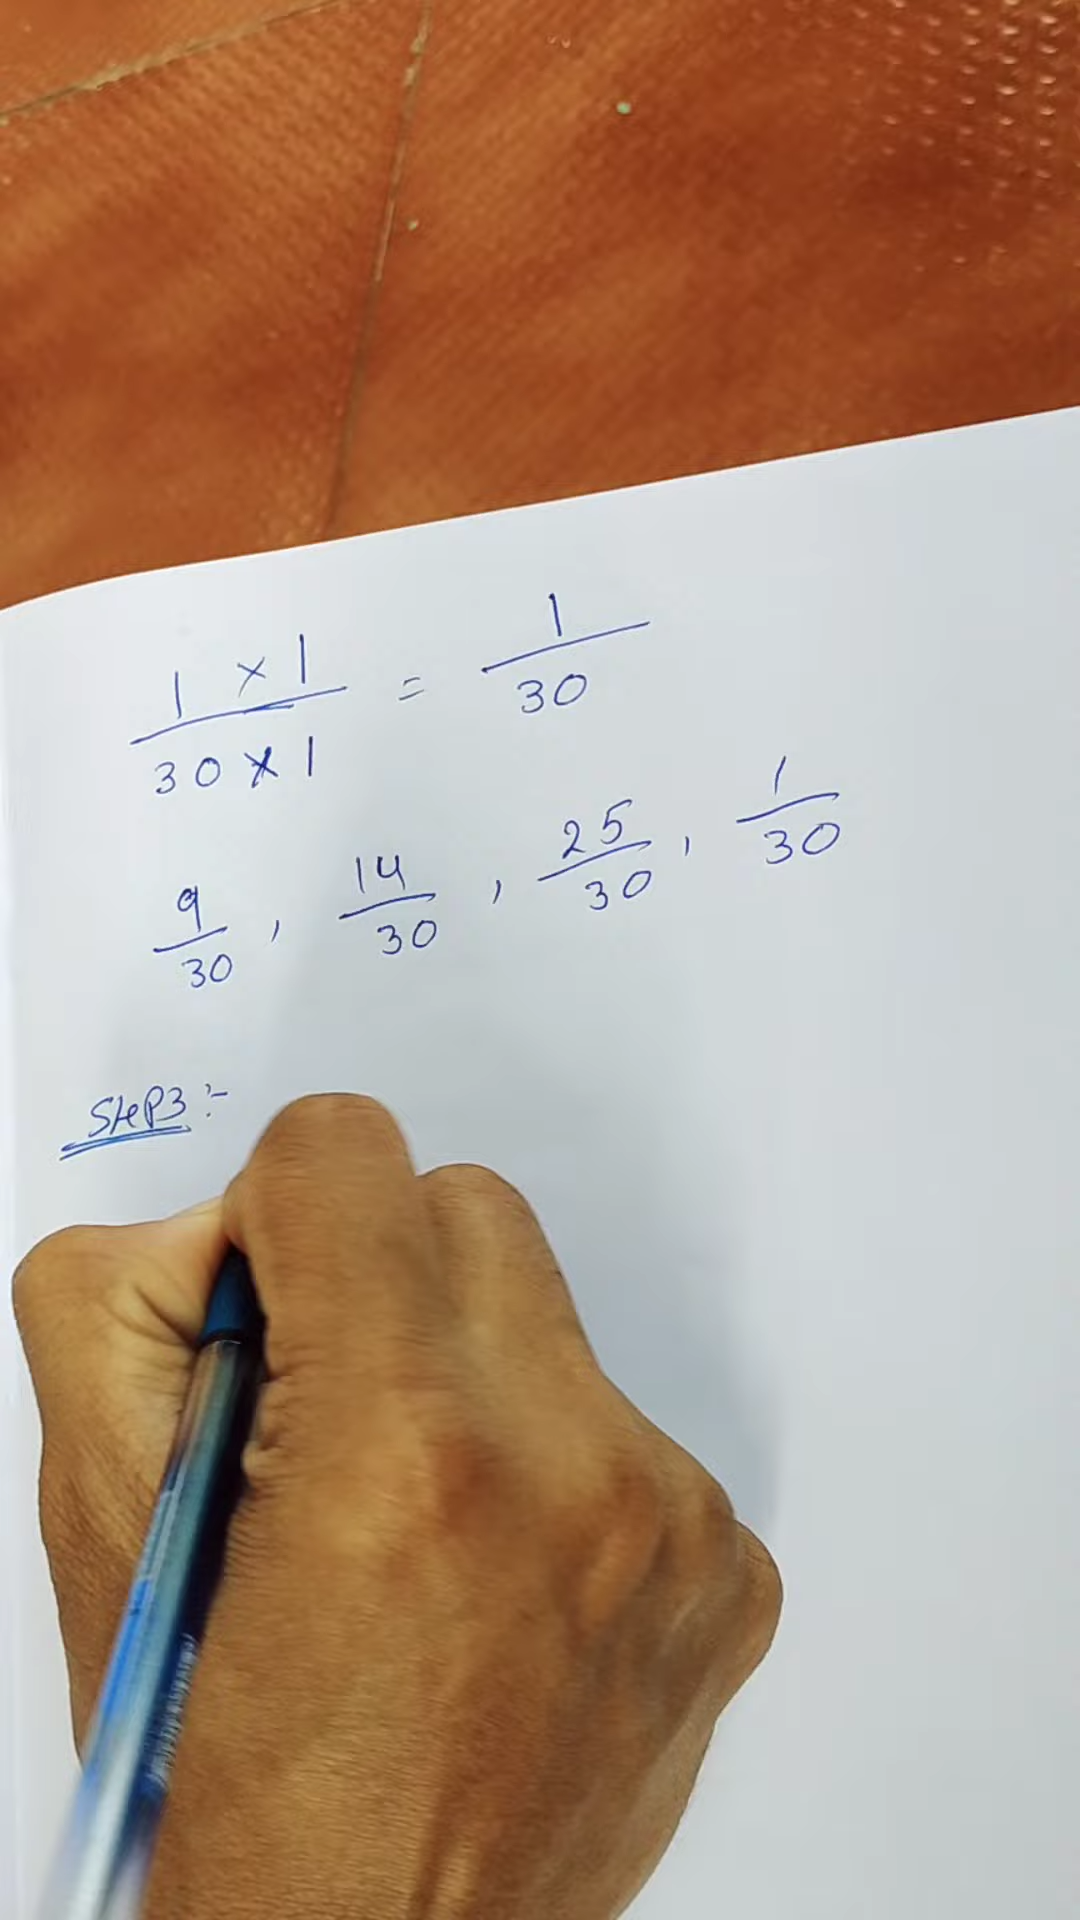 1 × 1 / 30 × 1 = 1 / 30
9/30, 14/30, 25/30, 1/30
Step3 :-